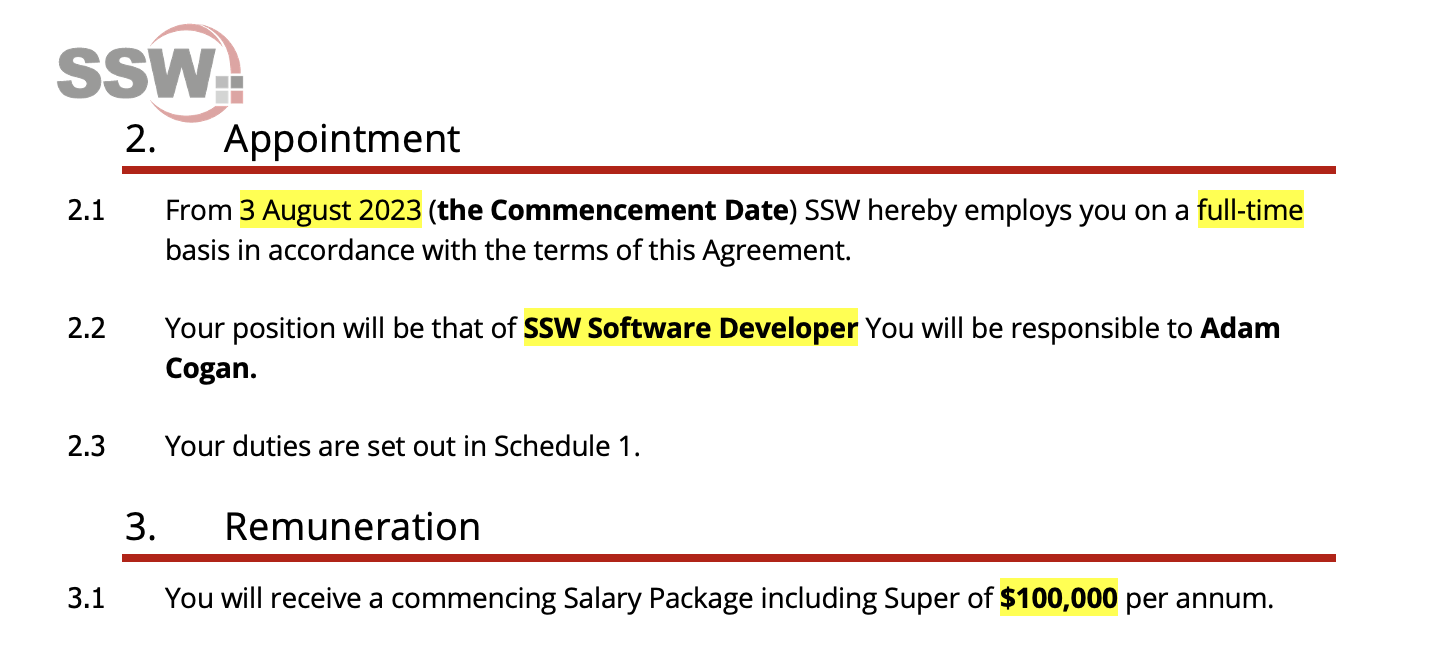 SSW
2. Appointment
2.1 From 3 August 2023 (the Commencement Date) SSW hereby employs you on a full-time
basis in accordance with the terms of this Agreement.
2.2 Your position will be that of SSW Software Developer You will be responsible to Adam
Cogan.
2.3 Your duties are set out in Schedule 1.
3. Remuneration
3.1 You will receive a commencing Salary Package including Super of $100,000 per annum.